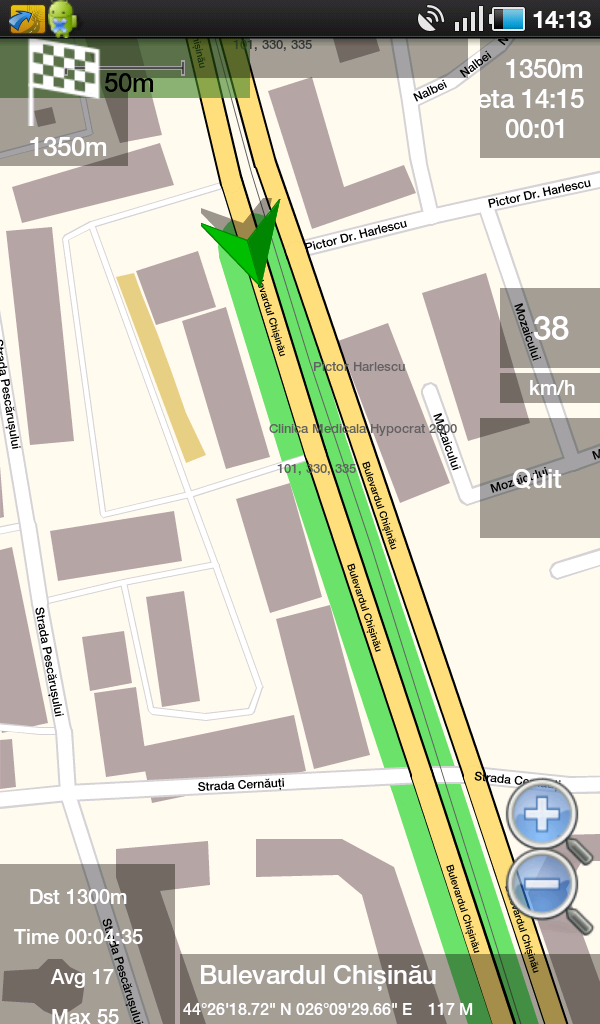 14:13
101, 330, 335
Chișinău
Nalbei
Nalbei
50m
1350m
1350m
eta 14:15
00:01
Pictor Dr. Harlescu
Pictor Dr. Harlescu
38
km/h
Mozaicului
Bulevardul Chișinău
Strada Pescărușului
Pictor Harlescu
Clinica Medicala Hypocrat 2000
101, 330, 335
Mozaicului
Mozaicului
Quit
Bulevardul Chișinău
Bulevardul Chișinău
Strada Pescărușului
Strada Cernăuți
Strada Cernăuți
Bulevardul Chișinău
Bulevardul Chișinău
Strada Pescărușului
Dst 1300m
Time 00:04:35
Avg 17
Max 55
Bulevardul Chișinău
44°26'18.72" N 026°09'29.66" E 117 M